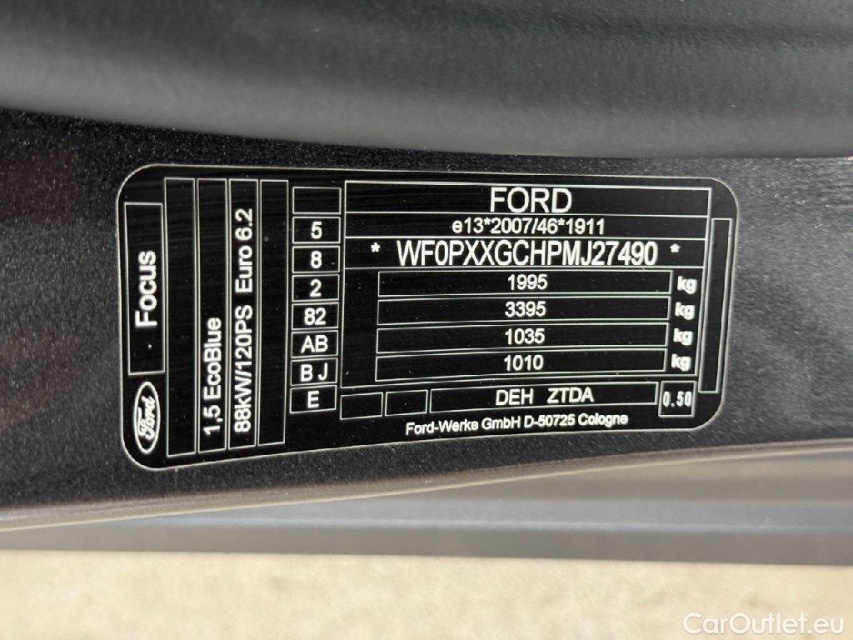 Focus
Ford
1,5 EcoBlue
88kW/120PS Euro 6.2
5
8
2
82
AB
BJ
E
FORD
e13*2007/46*1911
* WF0PXXGCHPMJ27490 *
1995 kg
3395 kg
1035 kg
1010 kg
DEH ZTDA 0.50
Ford-Werke GmbH D-50725 Cologne
CarOutlet.eu